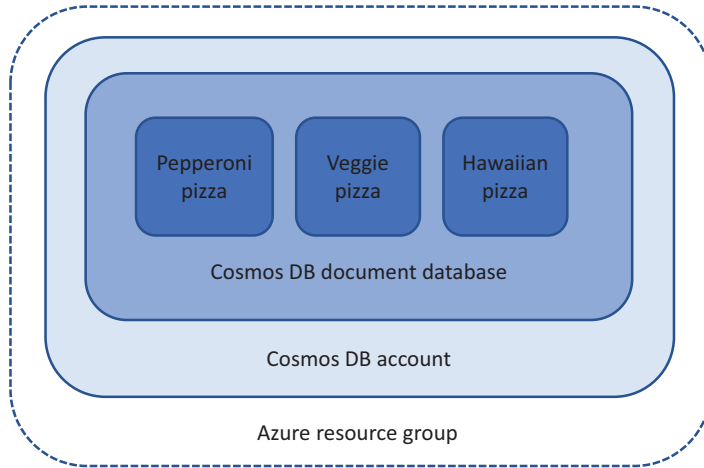 Pepperoni
pizza
Veggie
pizza
Hawaiian
pizza
Cosmos DB document database
Cosmos DB account
Azure resource group